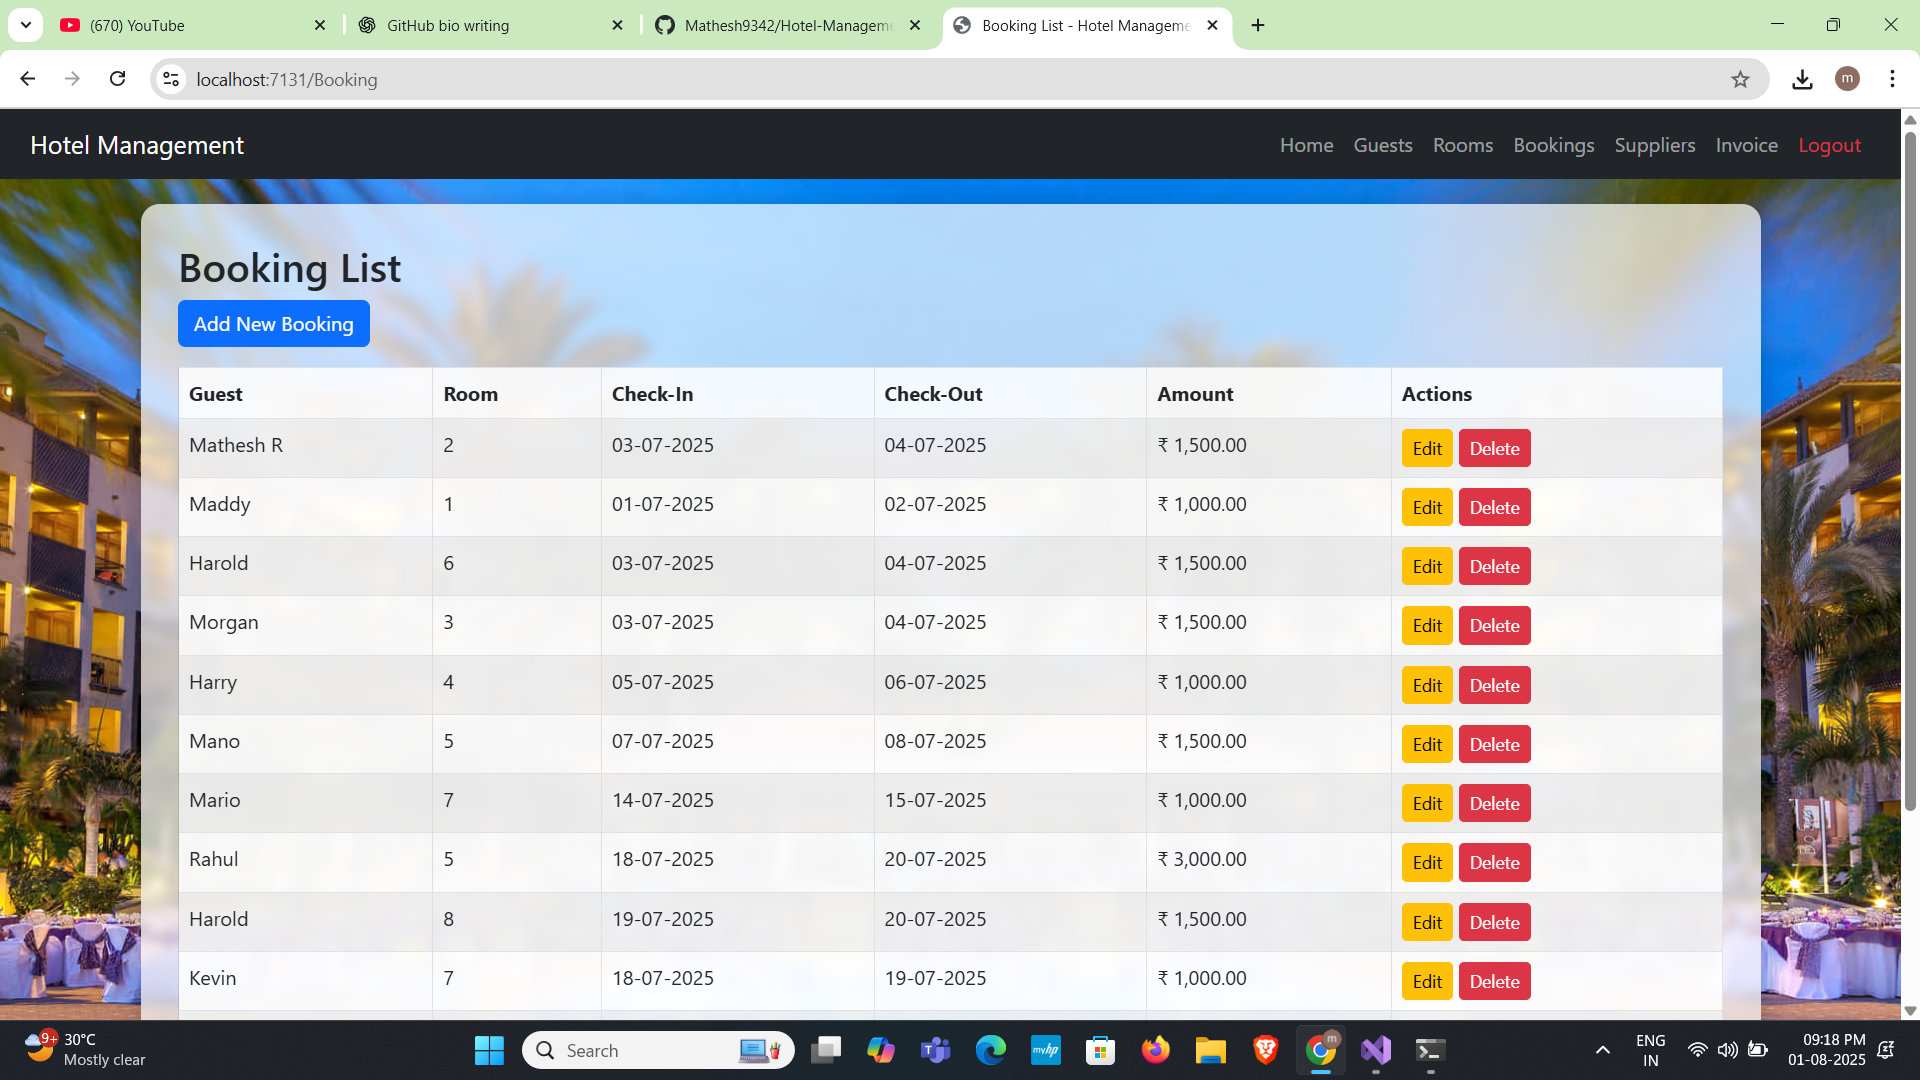 (670) YouTube
GitHub bio writing
Mathesh9342/Hotel-Manageme
Booking List - Hotel Manageme
localhost:7131/Booking
m
Hotel Management
Home Guests Rooms Bookings Suppliers Invoice Logout
Booking List
Add New Booking
Guest Room Check-In Check-Out Amount Actions
Mathesh R 2 03-07-2025 04-07-2025 ₹ 1,500.00 Edit Delete
Maddy 1 01-07-2025 02-07-2025 ₹ 1,000.00 Edit Delete
Harold 6 03-07-2025 04-07-2025 ₹ 1,500.00 Edit Delete
Morgan 3 03-07-2025 04-07-2025 ₹ 1,500.00 Edit Delete
Harry 4 05-07-2025 06-07-2025 ₹ 1,000.00 Edit Delete
Mano 5 07-07-2025 08-07-2025 ₹ 1,500.00 Edit Delete
Mario 7 14-07-2025 15-07-2025 ₹ 1,000.00 Edit Delete
Rahul 5 18-07-2025 20-07-2025 ₹ 3,000.00 Edit Delete
Harold 8 19-07-2025 20-07-2025 ₹ 1,500.00 Edit Delete
Kevin 7 18-07-2025 19-07-2025 ₹ 1,000.00 Edit Delete
9+
30°C
Mostly clear
Search
myhp
m
ENG
IN
09:18 PM
01-08-2025